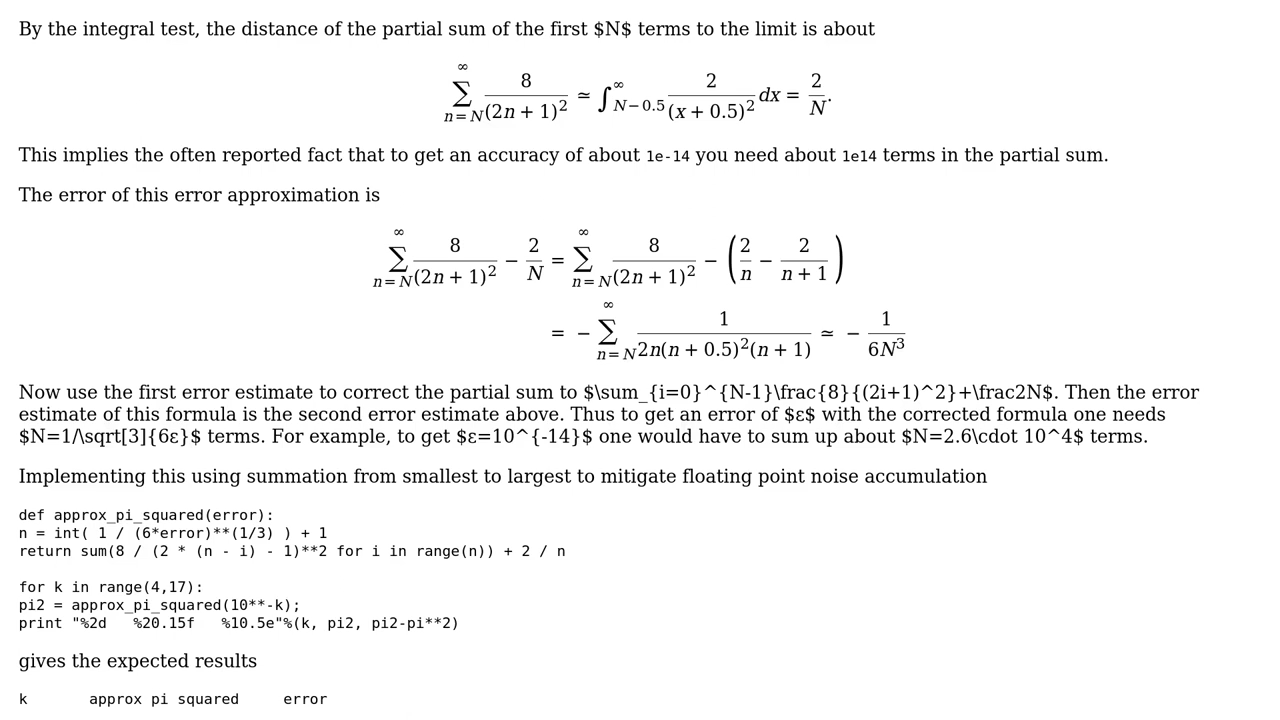 By the integral test, the distance of the partial sum of the first $N$ terms to the limit is about
∑_{n=N}^{∞} 8/(2n + 1)² ≃ ∫_{N−0.5}^{∞} 2/(x + 0.5)² dx = 2/N.
This implies the often reported fact that to get an accuracy of about 1e-14 you need about 1e14 terms in the partial sum.
The error of this error approximation is
∑_{n=N}^{∞} 8/(2n + 1)² − 2/N = ∑_{n=N}^{∞} 8/(2n + 1)² − (2/n − 2/(n + 1))
= − ∑_{n=N}^{∞} 1/(2n(n + 0.5)²(n + 1)) ≃ − 1/(6N³)
Now use the first error estimate to correct the partial sum to $\sum_{i=0}^{N-1}\frac{8}{(2i+1)^2}+\frac2N$. Then the error
estimate of this formula is the second error estimate above. Thus to get an error of $ε$ with the corrected formula one needs
$N=1/\sqrt[3]{6ε}$ terms. For example, to get $ε=10^{-14}$ one would have to sum up about $N=2.6\cdot 10^4$ terms.
Implementing this using summation from smallest to largest to mitigate floating point noise accumulation
def approx_pi_squared(error):
n = int( 1 / (6*error)**(1/3) ) + 1
return sum(8 / (2 * (n - i) - 1)**2 for i in range(n)) + 2 / n
for k in range(4,17):
pi2 = approx_pi_squared(10**-k);
print "%2d   %20.15f   %10.5e"%(k, pi2, pi2-pi**2)
gives the expected results
k       approx pi squared     error